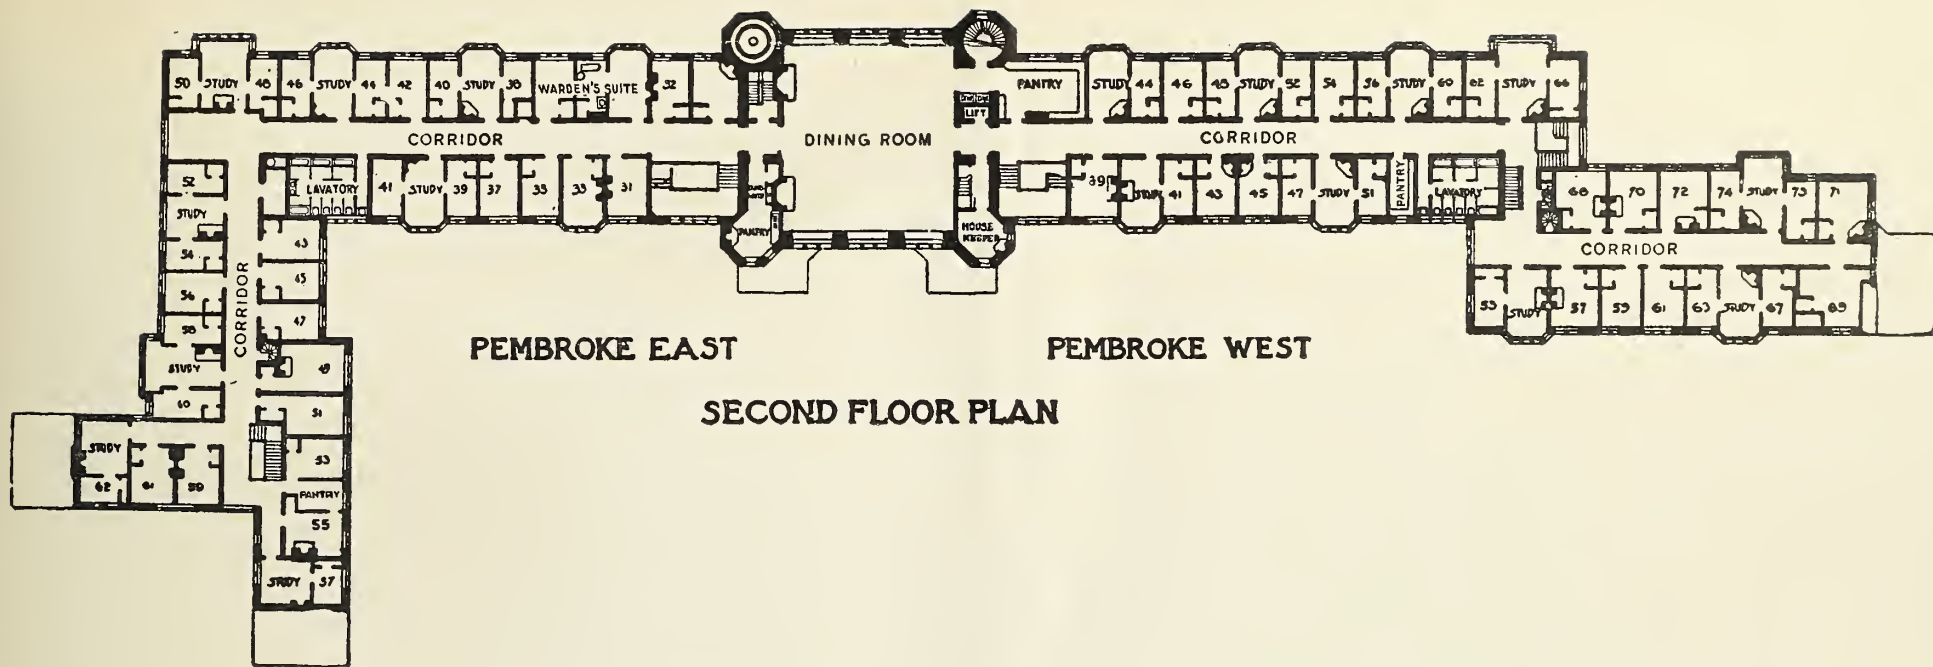 50 STUDY 48 46 STUDY 44 42 40 STUDY 38 WARDEN'S SUITE 32
PANTRY STUDY 44 46 48 STUDY 52 54 56 STUDY 60 62 STUDY 66
LIFT
CORRIDOR DINING ROOM CORRIDOR
52 LAVATORY 41 STUDY 39 37 35 33 31
39 STUDY 41 43 45 47 STUDY 51 PANTRY LAVATORY
68 70 72 74 STUDY 73 71
STUDY
PANTRY HOUSE
KEEPER
43
54 CORRIDOR
45
CORRIDOR
56
47
58
55 STUDY 57 59 61 63 STUDY 67 69
PEMBROKE EAST PEMBROKE WEST
STUDY 49
60 51
SECOND FLOOR PLAN
STUDY
53
62 61 59
PANTRY
55
STUDY 57